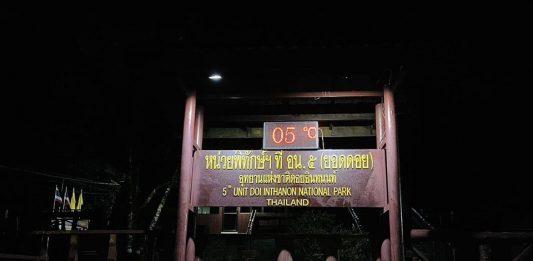 05 °C
หน่วยพิทักษ์ฯ ที่ อน. ๕ (ยอดดอย)
อุทยานแห่งชาติดอยอินทนนท์
5TH UNIT DOI INTHANON NATIONAL PARK
THAILAND